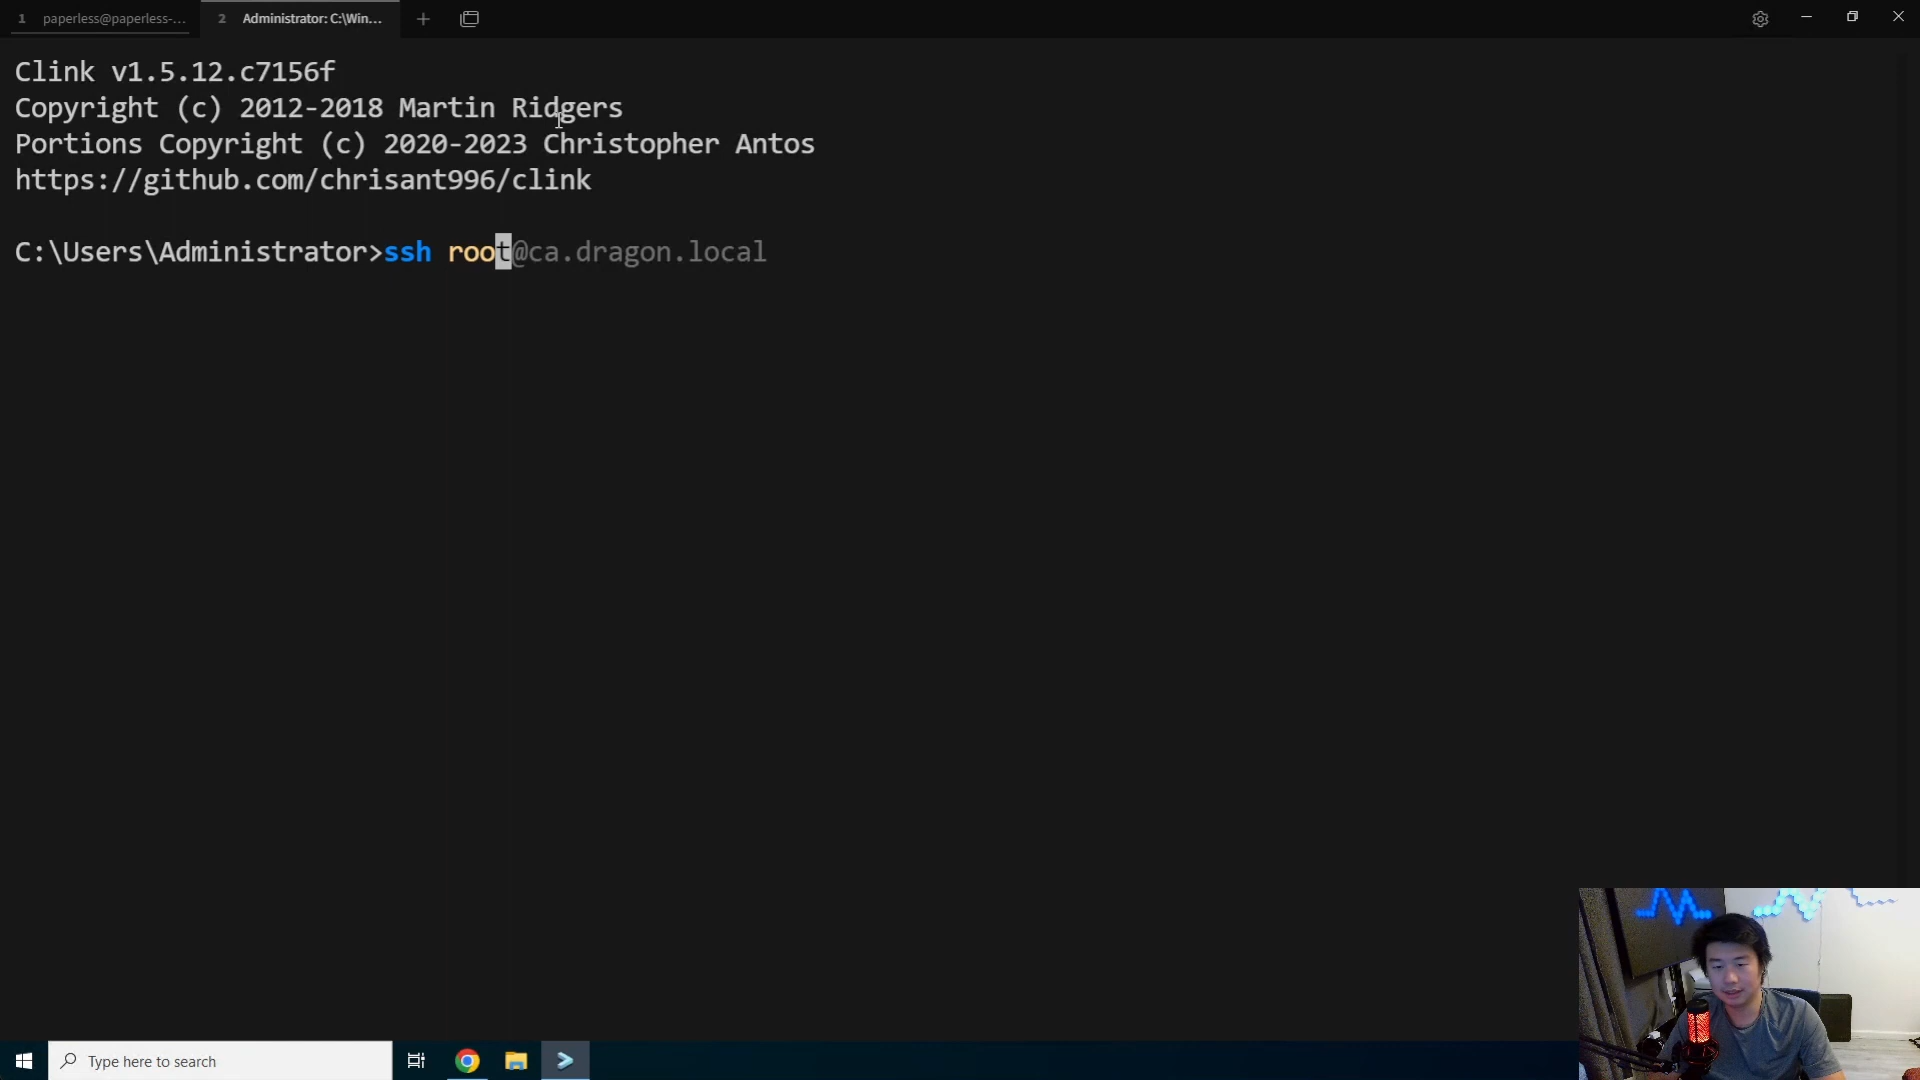 1 paperless@paperless-...
2 Administrator: C:\Win...
Clink v1.5.12.c7156f
Copyright (c) 2012-2018 Martin Ridgers
Portions Copyright (c) 2020-2023 Christopher Antos
https://github.com/chrisant996/clink
C:\Users\Administrator>ssh root@ca.dragon.local
Type here to search